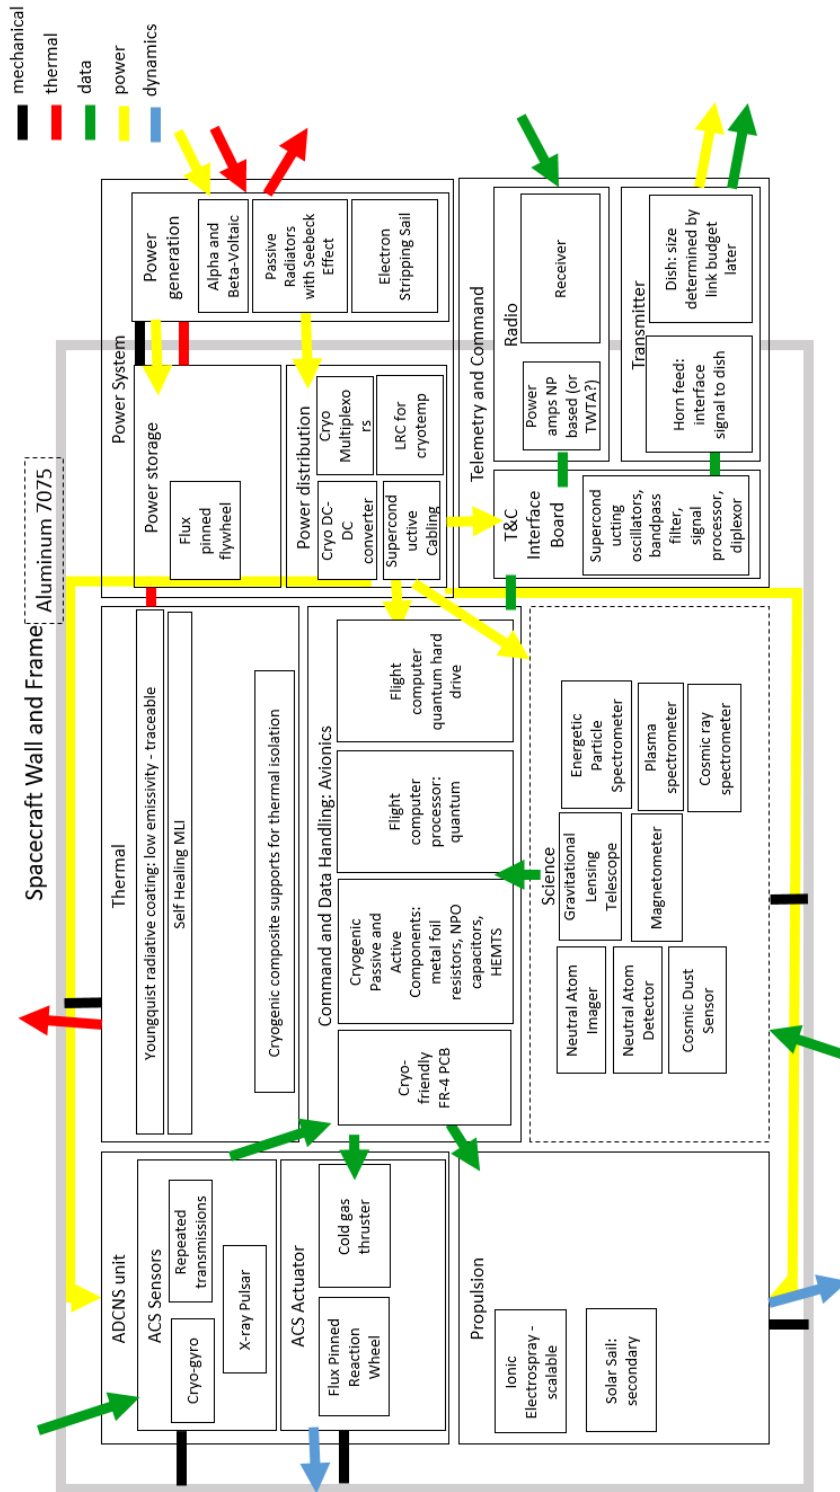 mechanical
thermal
data
power
dynamics
Spacecraft Wall and Frame
Aluminum 7075
ADCNS unit
ACS Sensors
Cryo-gyro
Repeated
transmissions
X-ray Pulsar
ACS Actuator
Flux Pinned
Reaction
Wheel
Cold gas
thruster
Propulsion
Ionic
Electrospray -
scalable
Solar Sail:
secondary
Thermal
Youngquist radiative coating: low emissivity - traceable
Self Healing MLI
Cryogenic composite supports for thermal isolation
Command and Data Handling: Avionics
Cryo-
friendly
FR-4 PCB
Cryogenic
Passive and
Active
Components:
metal foil
resistors, NPO
capacitors,
HEMTS
Flight
computer
processor:
quantum
Flight
computer
quantum hard
drive
Science
Neutral Atom
Imager
Neutral Atom
Detector
Cosmic Dust
Sensor
Gravitational
Lensing
Telescope
Magnetometer
Energetic
Particle
Spectrometer
Plasma
spectrometer
Cosmic ray
spectrometer
Power System
Power storage
Flux
pinned
flywheel
Power
generation
Alpha and
Beta-Voltaic
Passive
Radiators
with Seebeck
Effect
Electron
Stripping Sail
Power distribution
Cryo DC-
DC
converter
Cryo
Multiplexo
rs
Supercond
uctive
Cabling
LRC for
cryotemp
Telemetry and Command
T&C
Interface
Board
Supercond
ucting
oscillators,
bandpass
filter,
signal
processor,
diplexor
Radio
Power
amps NP
based (or
TWTA?)
Receiver
Transmitter
Horn feed:
interface
signal to dish
Dish: size
determined by
link budget
later